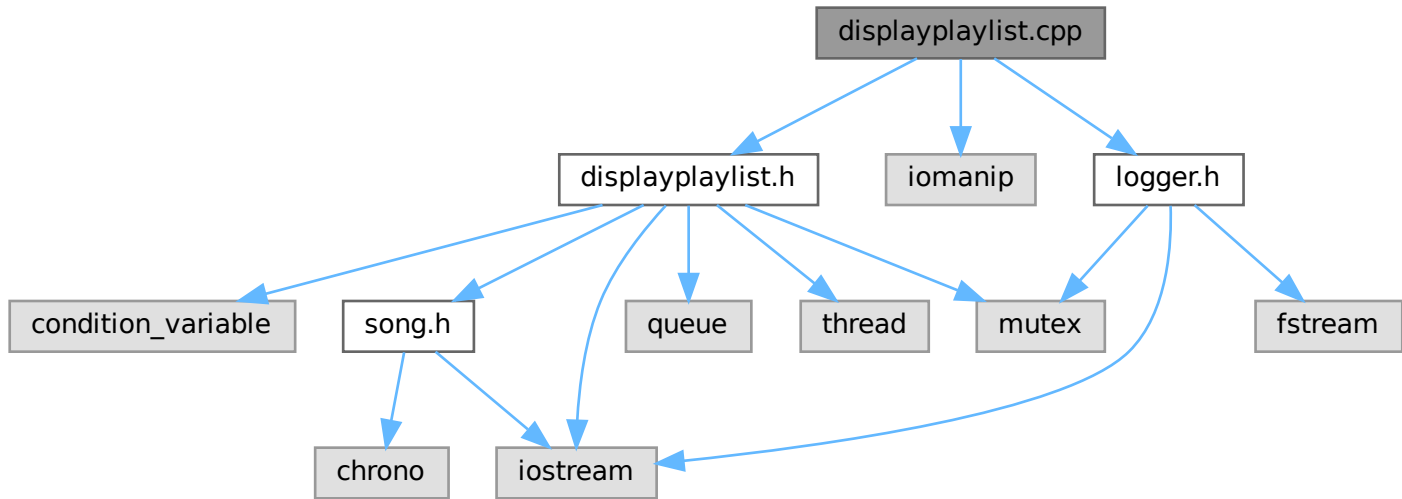 displayplaylist.cpp
displayplaylist.h
iomanip
logger.h
condition_variable
song.h
queue
thread
mutex
fstream
chrono
iostream